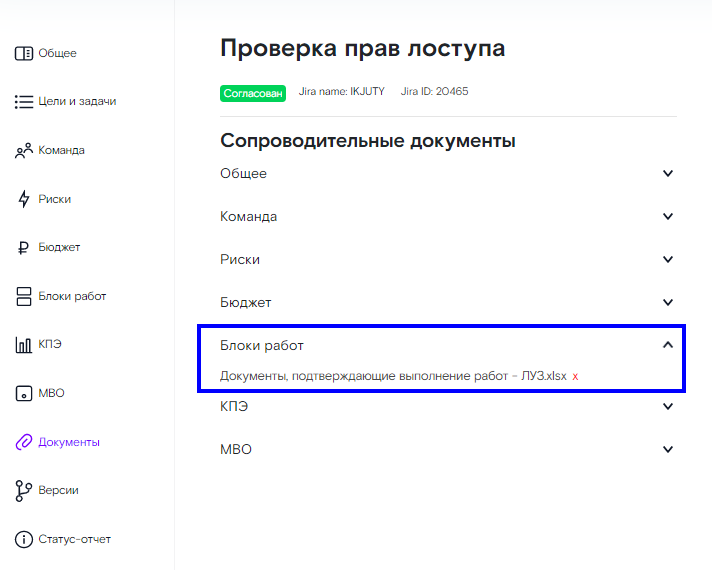 Общее
Цели и задачи
Команда
Риски
Бюджет
Блоки работ
КПЭ
МВО
Документы
Версии
Статус-отчет
Проверка прав лоступа
Согласован Jira name: IKJUTY Jira ID: 20465
Сопроводительные документы
Общее
Команда
Риски
Бюджет
Блоки работ
Документы, подтверждающие выполнение работ - ЛУЗ.xlsx x
КПЭ
МВО